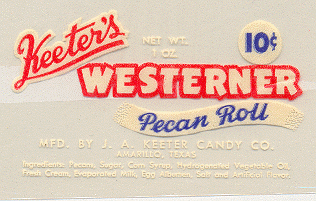 Keeter's
NET WT.
1 OZ.
10¢
WESTERNER
Pecan Roll
MFD. BY J. A. KEETER CANDY CO.
AMARILLO, TEXAS
Ingredients: Pecans, Sugar, Corn Syrup, Hydrogenated Vegetable Oil,
Fresh Cream, Evaporated Milk, Egg Albumen, Salt and Artificial Flavor.